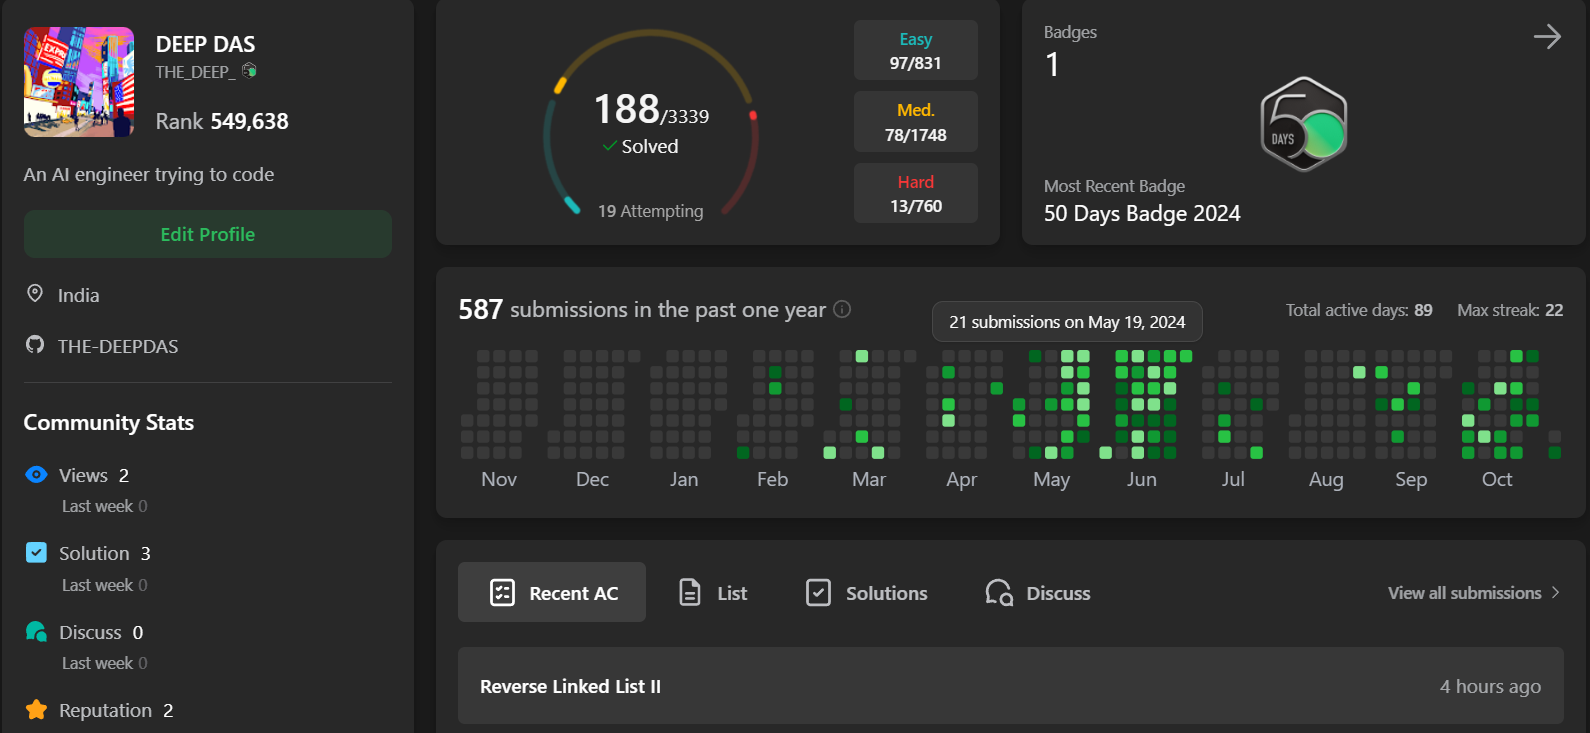 DEEP DAS
THE_DEEP_
Rank 549,638
An AI engineer trying to code
Edit Profile
India
THE-DEEPDAS
Community Stats
Views 2
Last week 0
Solution 3
Last week 0
Discuss 0
Last week 0
Reputation 2
188/3339
Solved
19 Attempting
Easy
97/831
Med.
78/1748
Hard
13/760
Badges
1
50
DAYS
Most Recent Badge
50 Days Badge 2024
587 submissions in the past one year
21 submissions on May 19, 2024
Total active days: 89 Max streak: 22
Nov Dec Jan Feb Mar Apr May Jun Jul Aug Sep Oct
Recent AC List Solutions Discuss
View all submissions
Reverse Linked List II 4 hours ago